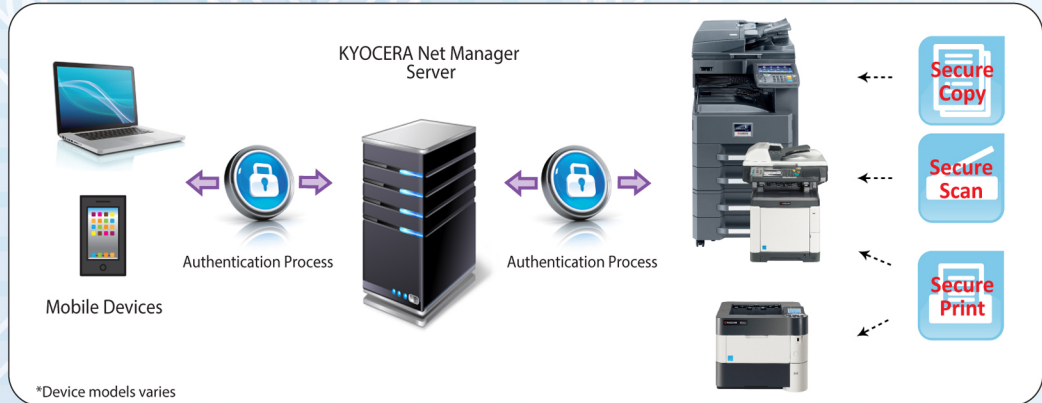 KYOCERA Net Manager
Server
Secure
Copy
Secure
Scan
Authentication Process
Authentication Process
Mobile Devices
Secure
Print
*Device models varies